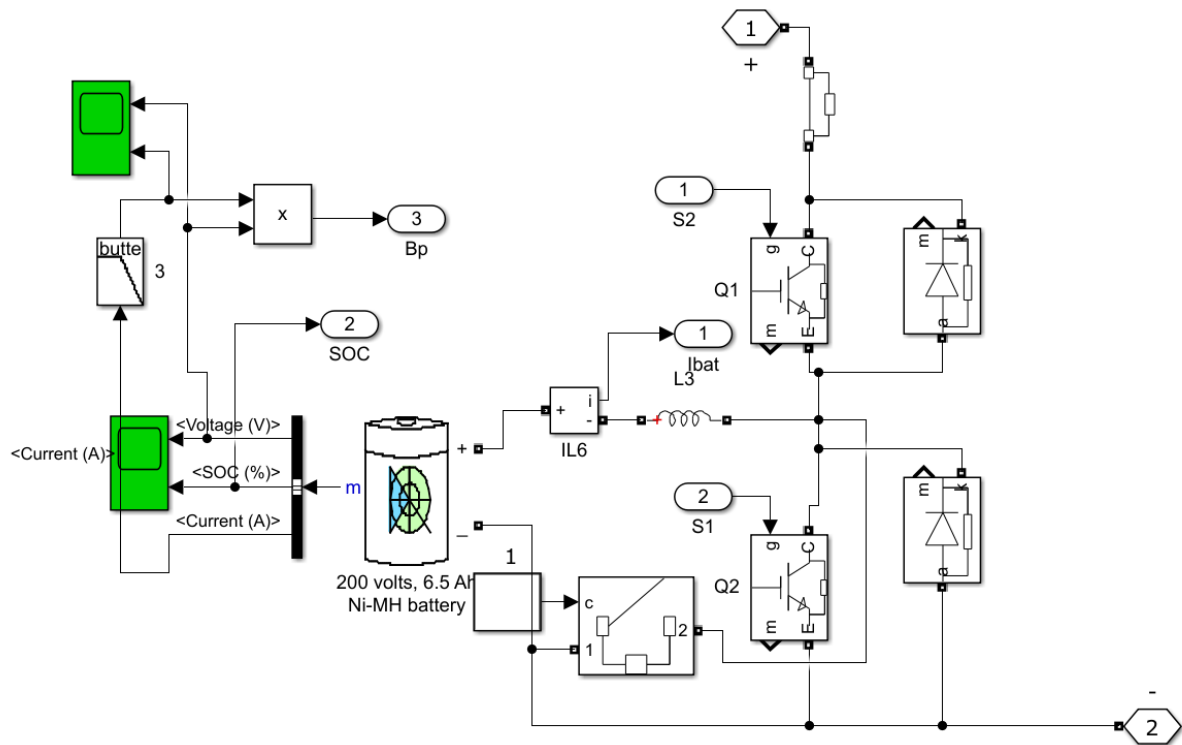 1
+
1
S2
g
C
Q1
m
E
m
k
a
x
3
Bp
butte
3
2
SOC
1
Ibat
L3
+
i
-
IL6
<Voltage (V)>
<Current (A)>
<SOC (%)>
<Current (A)>
m
+
–
200 volts, 6.5 Ah
Ni-MH battery
1
c
1
2
2
S1
g
C
Q2
m
E
m
k
a
-
2